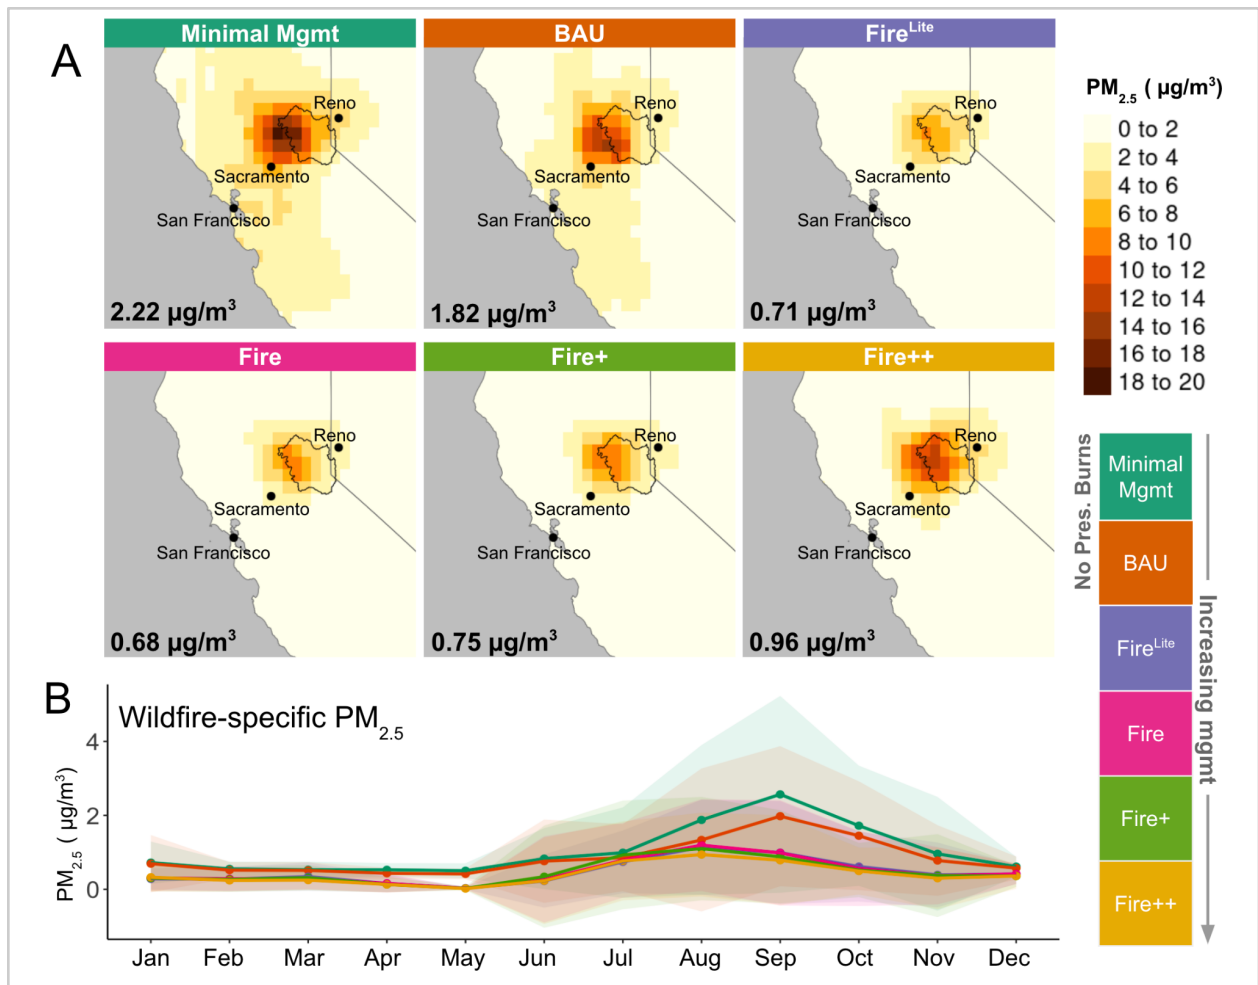 A
Minimal Mgmt
Reno
Sacramento
San Francisco
2.22 µg/m³
BAU
Reno
Sacramento
San Francisco
1.82 µg/m³
Fireᴸⁱᵗᵉ
Reno
Sacramento
San Francisco
0.71 µg/m³
Fire
Reno
Sacramento
San Francisco
0.68 µg/m³
Fire+
Reno
Sacramento
San Francisco
0.75 µg/m³
Fire++
Reno
Sacramento
San Francisco
0.96 µg/m³
PM₂.₅ ( µg/m³)
0 to 2
2 to 4
4 to 6
6 to 8
8 to 10
10 to 12
12 to 14
14 to 16
16 to 18
18 to 20
No Pres. Burns
Minimal
Mgmt
BAU
Fireᴸⁱᵗᵉ
Fire
Fire+
Fire++
Increasing mgmt
B
Wildfire-specific PM₂.₅
PM₂.₅ ( µg/m³)
4
2
0
Jan Feb Mar Apr May Jun Jul Aug Sep Oct Nov Dec